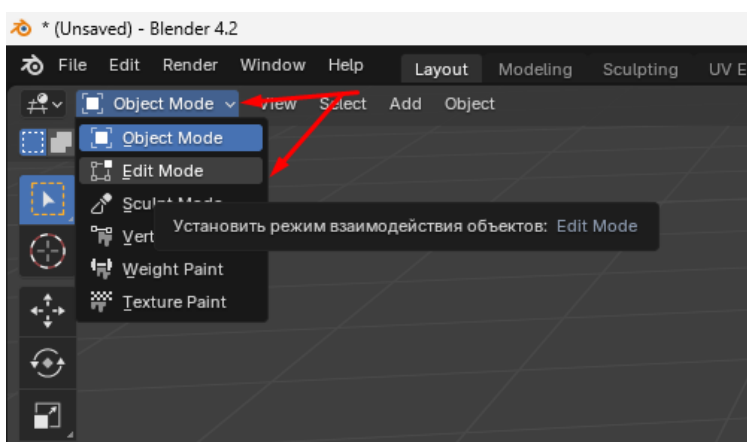 * (Unsaved) - Blender 4.2
File Edit Render Window Help Layout Modeling Sculpting UV
Object Mode View Select Add Object
Object Mode
Edit Mode
Установить режим взаимодействия объектов: Edit Mode
Weight Paint
Texture Paint